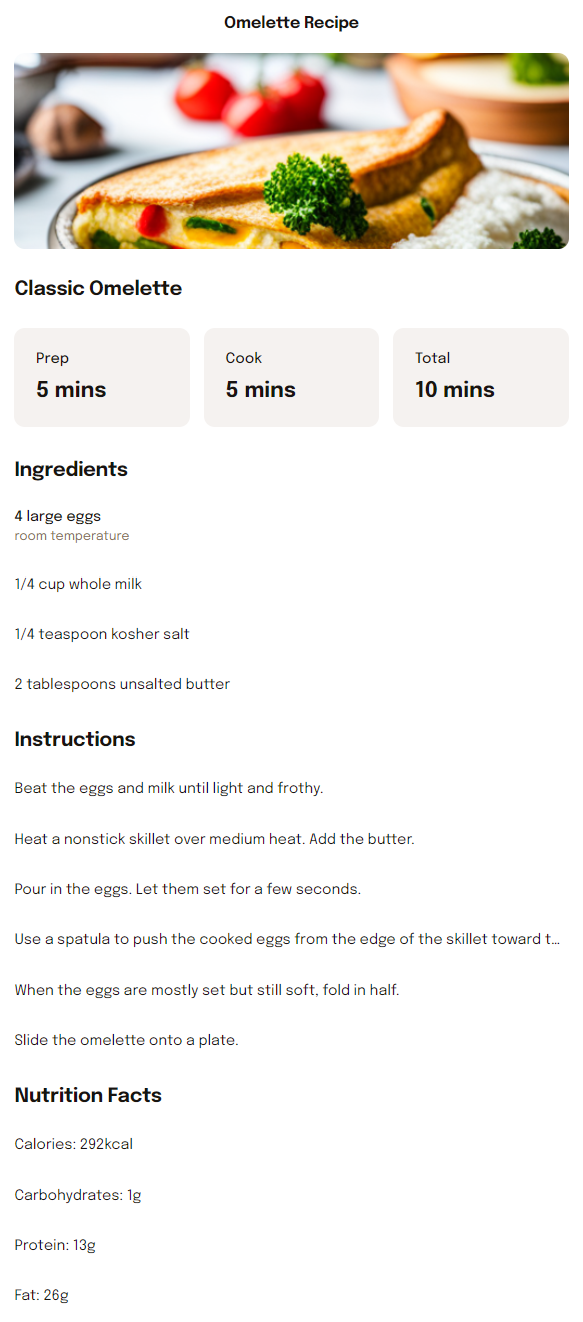 Omelette Recipe
Classic Omelette
Prep
5 mins
Cook
5 mins
Total
10 mins
Ingredients
4 large eggs
room temperature
1/4 cup whole milk
1/4 teaspoon kosher salt
2 tablespoons unsalted butter
Instructions
Beat the eggs and milk until light and frothy.
Heat a nonstick skillet over medium heat. Add the butter.
Pour in the eggs. Let them set for a few seconds.
Use a spatula to push the cooked eggs from the edge of the skillet toward t...
When the eggs are mostly set but still soft, fold in half.
Slide the omelette onto a plate.
Nutrition Facts
Calories: 292kcal
Carbohydrates: 1g
Protein: 13g
Fat: 26g